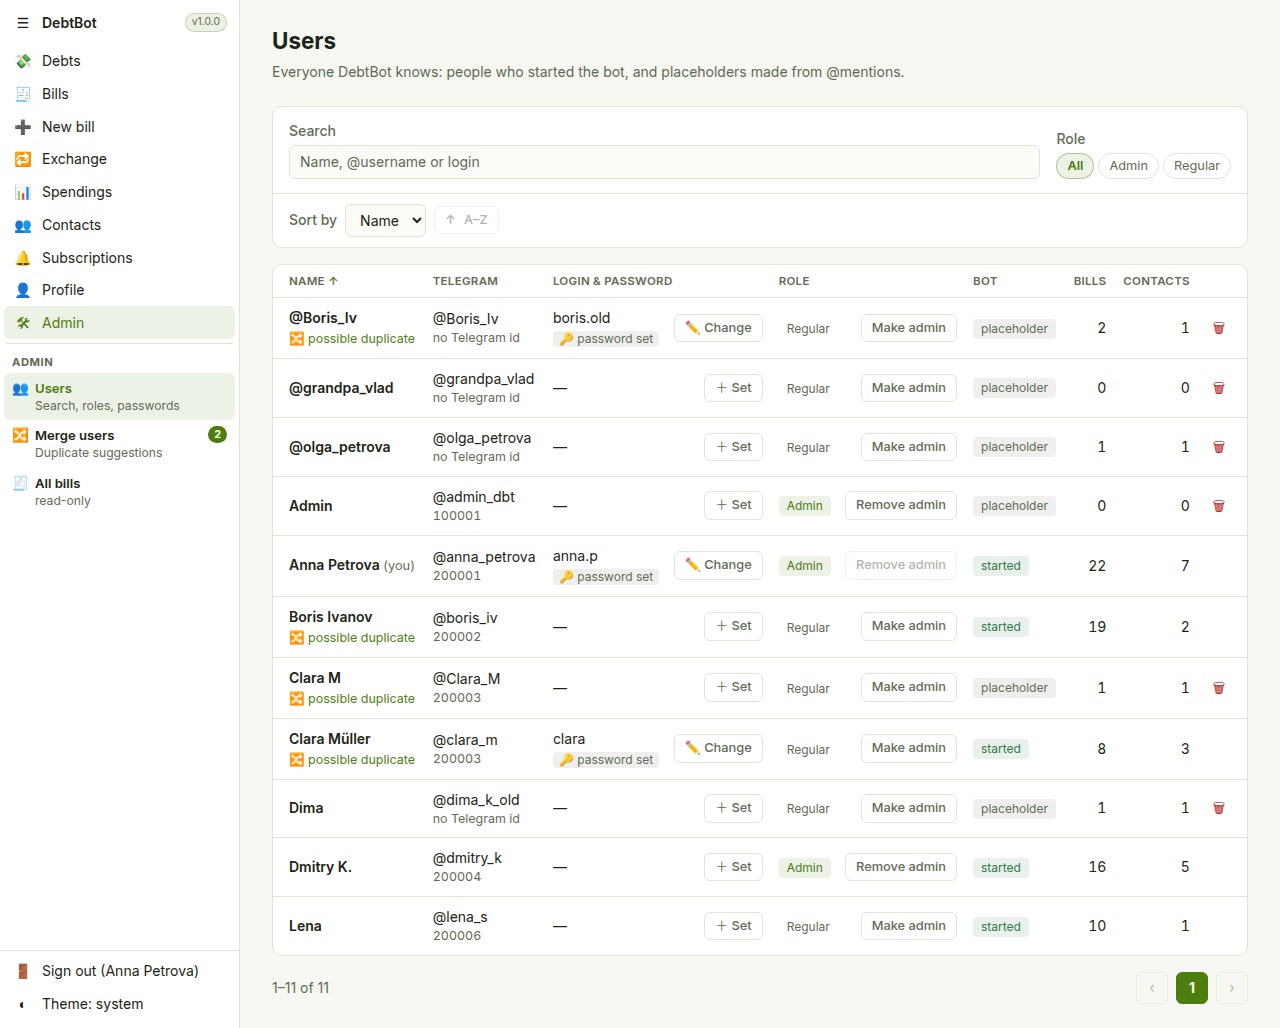 ☰ DebtBot v1.0.0
Debts
Bills
New bill
Exchange
Spendings
Contacts
Subscriptions
Profile
Admin
ADMIN
Users
Search, roles, passwords
Merge users 2
Duplicate suggestions
All bills
read-only
Sign out (Anna Petrova)
Theme: system
Users
Everyone DebtBot knows: people who started the bot, and placeholders made from @mentions.
Search
Name, @username or login
Role
All Admin Regular
Sort by Name ↑ A–Z
NAME ↑ TELEGRAM LOGIN & PASSWORD ROLE BOT BILLS CONTACTS
@Boris_Iv @Boris_Iv boris.old Change Regular Make admin placeholder 2 1
possible duplicate no Telegram id password set
@grandpa_vlad @grandpa_vlad — + Set Regular Make admin placeholder 0 0
no Telegram id
@olga_petrova @olga_petrova — + Set Regular Make admin placeholder 1 1
no Telegram id
Admin @admin_dbt — + Set Admin Remove admin placeholder 0 0
100001
Anna Petrova (you) @anna_petrova anna.p Change Admin Remove admin started 22 7
200001 password set
Boris Ivanov @boris_iv — + Set Regular Make admin started 19 2
possible duplicate 200002
Clara M @Clara_M — + Set Regular Make admin placeholder 1 1
possible duplicate 200003
Clara Müller @clara_m clara Change Regular Make admin started 8 3
possible duplicate 200003 password set
Dima @dima_k_old — + Set Regular Make admin placeholder 1 1
no Telegram id
Dmitry K. @dmitry_k — + Set Admin Remove admin started 16 5
200004
Lena @lena_s — + Set Regular Make admin started 10 1
200006
1–11 of 11 ‹ 1 ›